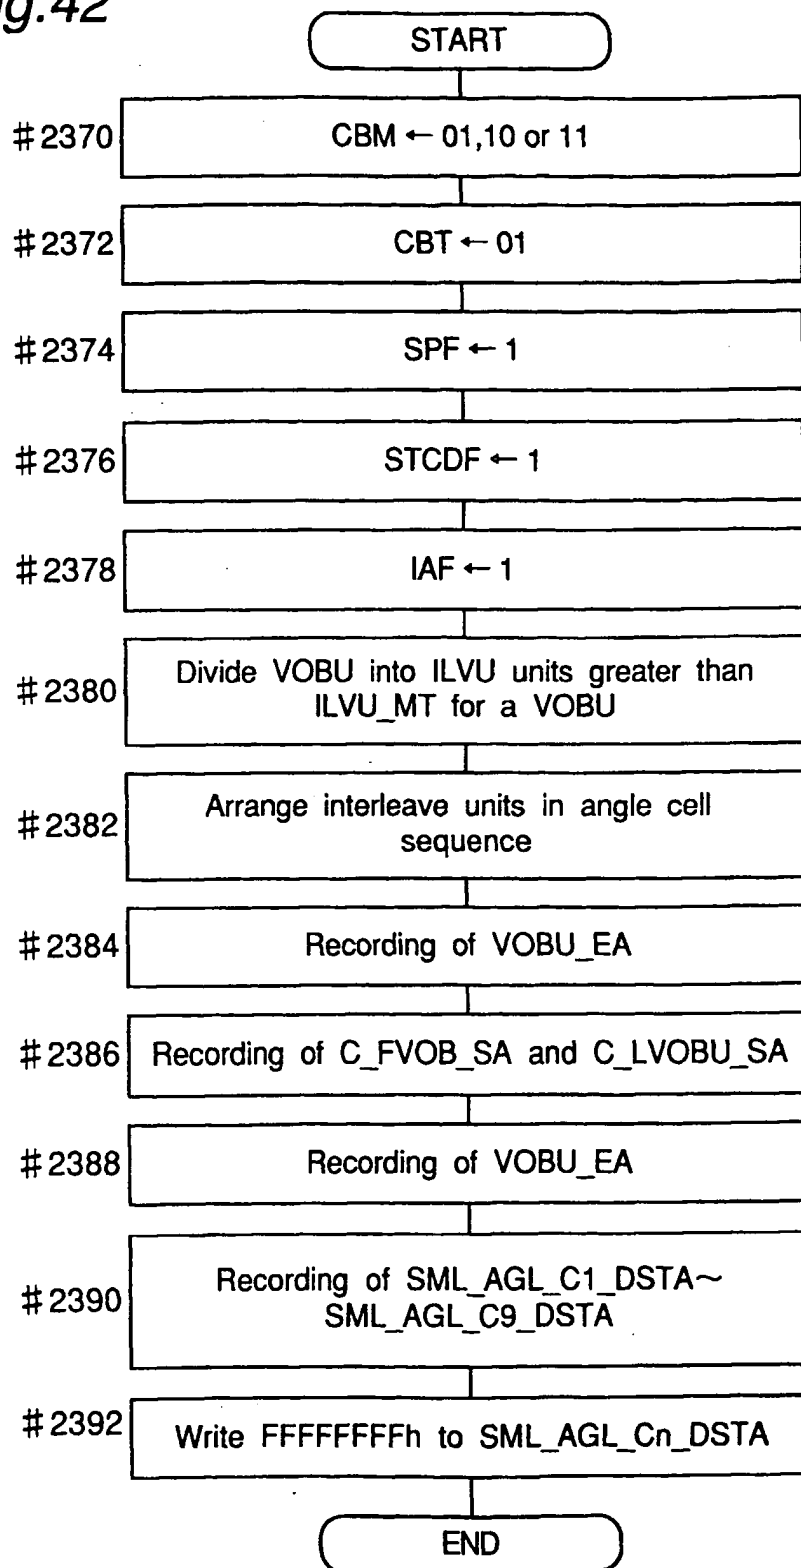 g.42
START
#2370 CBM ← 01,10 or 11
#2372 CBT ← 01
#2374 SPF ← 1
#2376 STCDF ← 1
#2378 IAF ← 1
#2380 Divide VOBU into ILVU units greater than
ILVU_MT for a VOBU
#2382 Arrange interleave units in angle cell
sequence
#2384 Recording of VOBU_EA
#2386 Recording of C_FVOB_SA and C_LVOBU_SA
#2388 Recording of VOBU_EA
#2390 Recording of SML_AGL_C1_DSTA~
SML_AGL_C9_DSTA
#2392 Write FFFFFFFFh to SML_AGL_Cn_DSTA
END